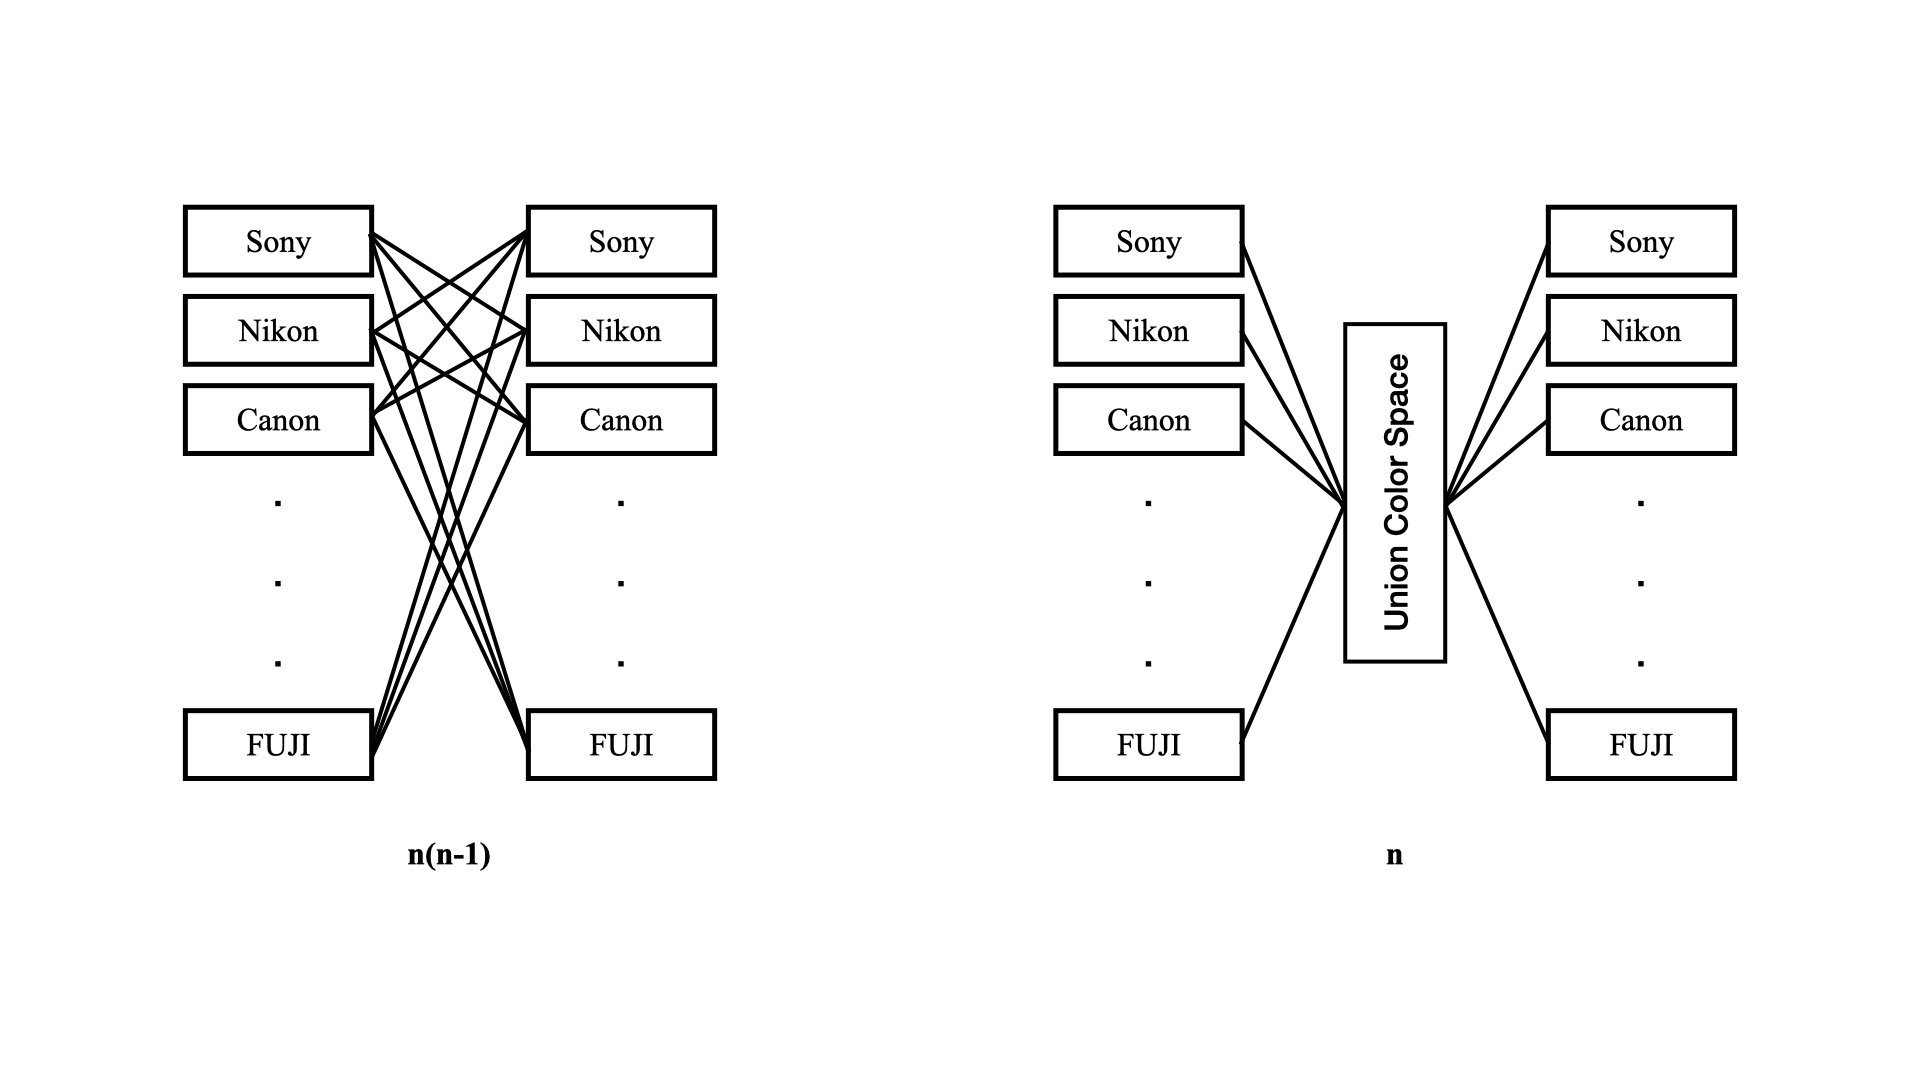 Sony
Nikon
Canon
.
.
.
FUJI
Sony
Nikon
Canon
.
.
.
FUJI
n(n-1)
Sony
Nikon
Canon
.
.
.
FUJI
Union Color Space
Sony
Nikon
Canon
.
.
.
FUJI
n